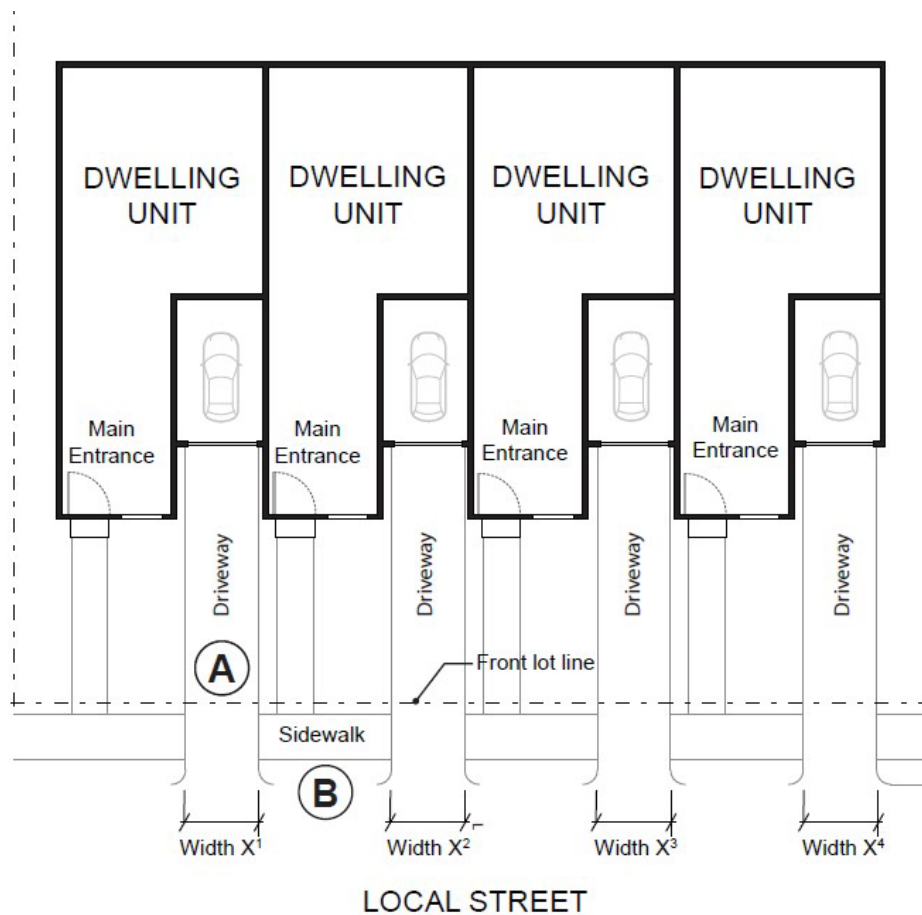 DWELLING
UNIT
DWELLING
UNIT
DWELLING
UNIT
DWELLING
UNIT
Main
Entrance
Main
Entrance
Main
Entrance
Main
Entrance
Driveway
Driveway
Driveway
Driveway
A
Front lot line
Sidewalk
B
Width X¹
Width X²
Width X³
Width X⁴
LOCAL STREET